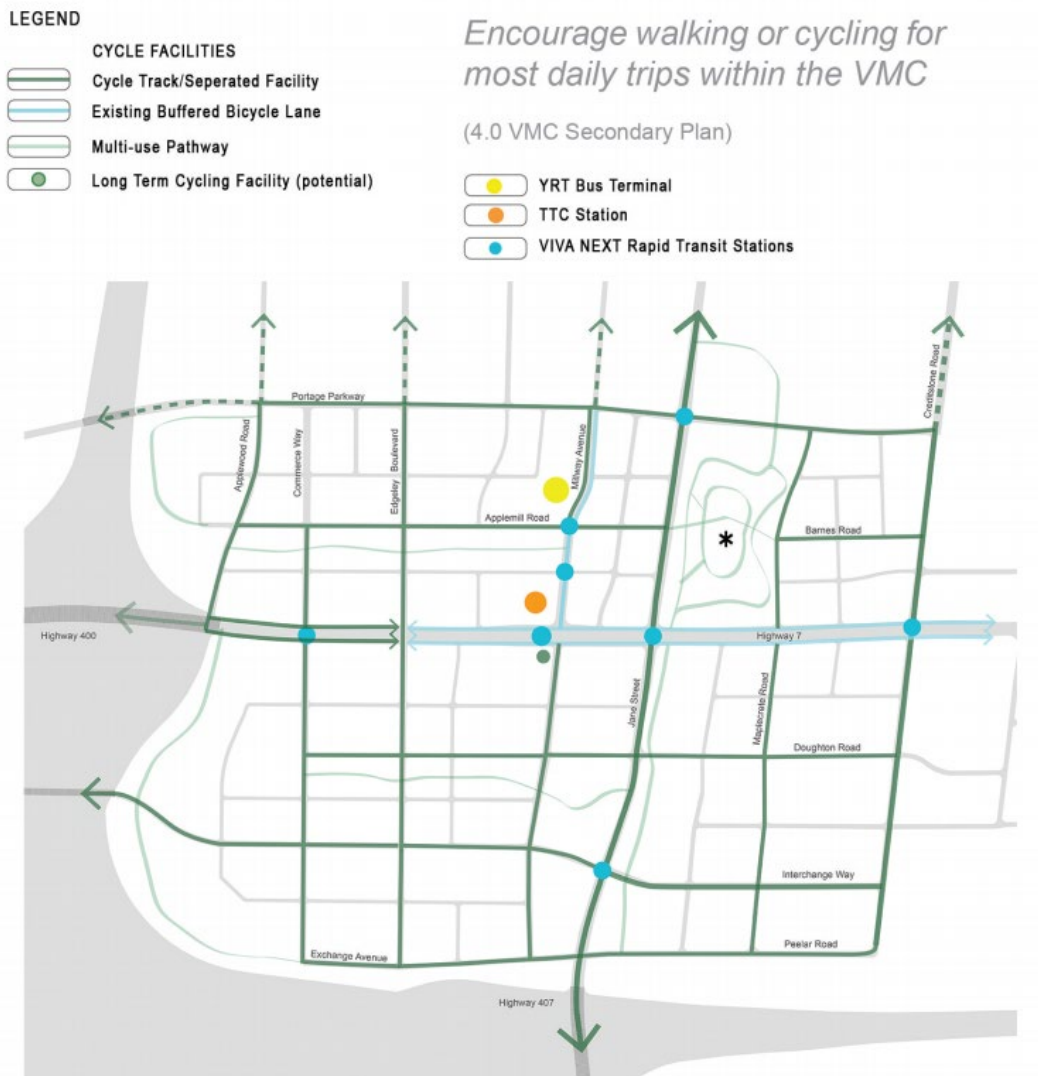 LEGEND
CYCLE FACILITIES
Cycle Track/Seperated Facility
Existing Buffered Bicycle Lane
Multi-use Pathway
Long Term Cycling Facility (potential)
Encourage walking or cycling for
most daily trips within the VMC
(4.0 VMC Secondary Plan)
YRT Bus Terminal
TTC Station
VIVA NEXT Rapid Transit Stations
Portage Parkway
Creditstone Road
Applewood Road
Commerce Way
Edgeley Boulevard
Millway Avenue
Applemill Road
Barnes Road
*
Highway 400
Highway 7
Jane Street
Maplecrete Road
Doughton Road
Interchange Way
Exchange Avenue
Peelar Road
Highway 407